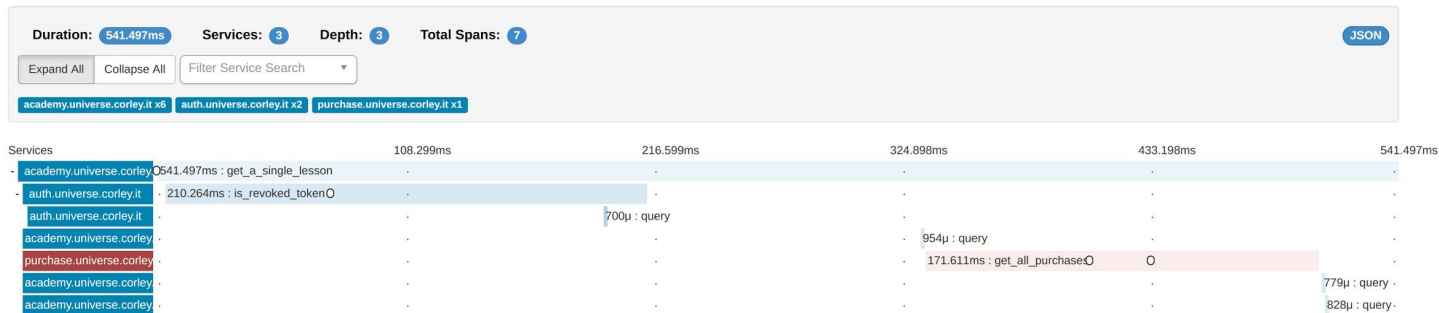 Duration: 541.497ms Services: 3 Depth: 3 Total Spans: 7 JSON
Expand All Collapse All Filter Service Search
academy.universe.corley.it x6 auth.universe.corley.it x2 purchase.universe.corley.it x1
Services 108.299ms 216.599ms 324.898ms 433.198ms 541.497ms
- academy.universe.corley. 541.497ms : get_a_single_lesson
- auth.universe.corley.it 210.264ms : is_revoked_token
auth.universe.corley.it 700μ : query
academy.universe.corley. 954μ : query
purchase.universe.corley 171.611ms : get_all_purchases
academy.universe.corley. 779μ : query
academy.universe.corley. 828μ : query